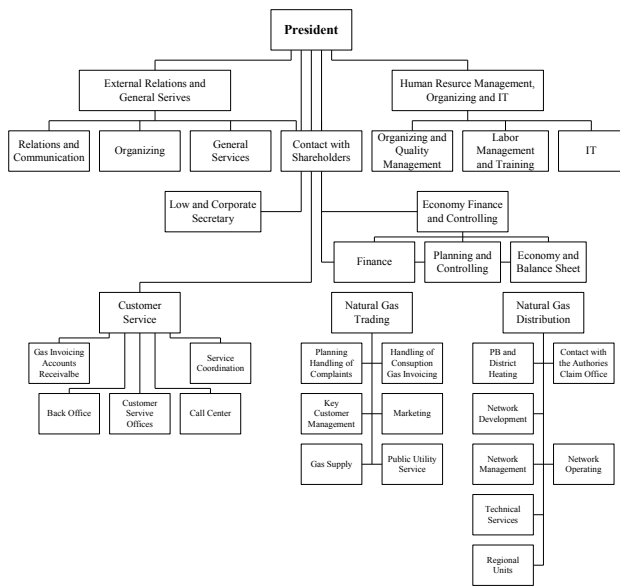 President
External Relations and
General Serives
Human Resurce Management,
Organizing and IT
Relations and
Communication
Organizing
General
Services
Contact with
Shareholders
Organizing and
Quality
Management
Labor
Management
and Training
IT
Low and Corporate
Secretary
Economy Finance
and Controlling
Finance
Planning and
Controlling
Economy and
Balance Sheet
Customer
Service
Natural Gas
Trading
Natural Gas
Distribution
Gas Invoicing
Accounts
Receivalbe
Service
Coordination
Back Office
Customer
Servive
Offices
Call Center
Planning
Handling of
Complaints
Handling of
Consuption
Gas Invoicing
Key
Customer
Management
Marketing
Gas Supply
Public Utility
Service
PB and
District
Heating
Contact with
the Authories
Claim Office
Network
Development
Network
Management
Network
Operating
Technical
Services
Regional
Units